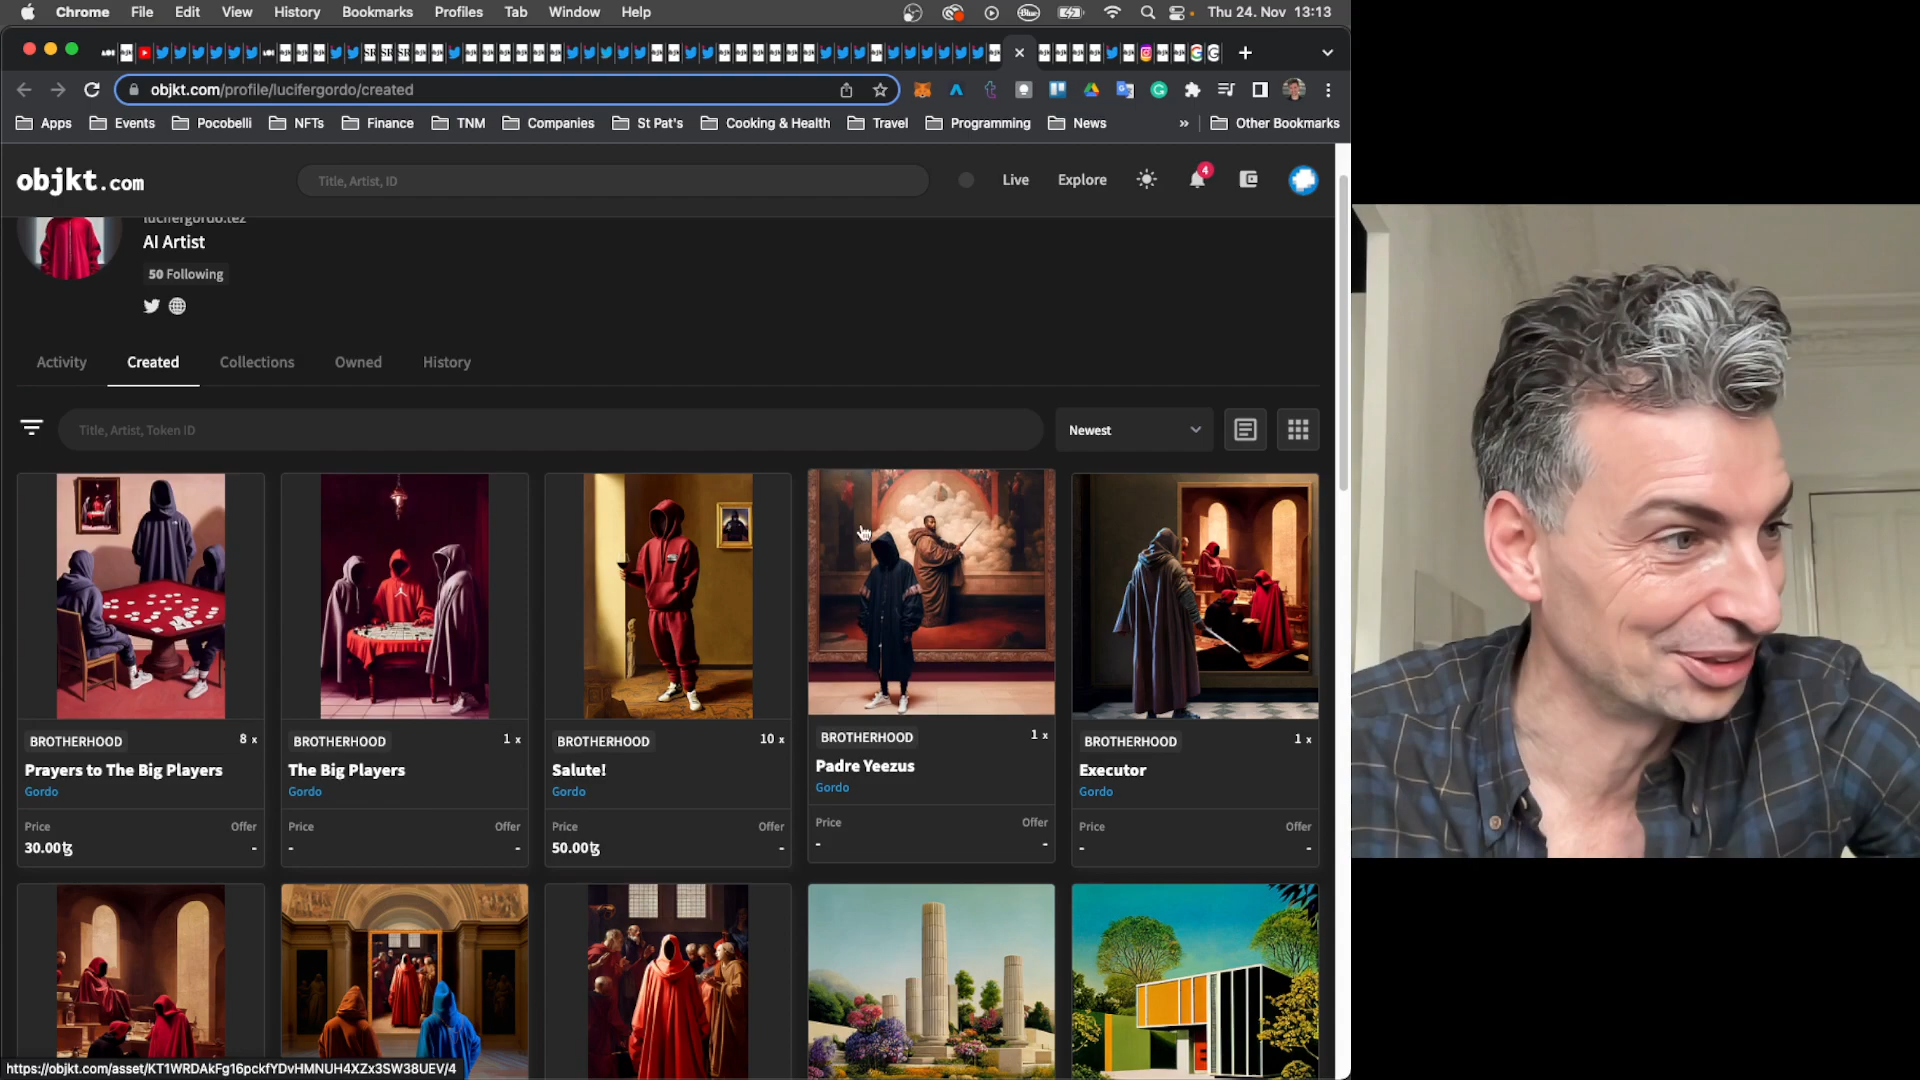 Chrome File Edit View History Bookmarks Profiles Tab Window Help Thu 24. Nov 13:13
objkt.com/profile/lucifergordo/created
Apps Events Pocobelli NFTs Finance TNM Companies St Pat's Cooking & Health Travel Programming News » Other Bookmarks
objkt.com Title, Artist, ID Live Explore 4
lucifergordo.tez
AI Artist
50 Following
Activity Created Collections Owned History
Title, Artist, Token ID Newest
BROTHERHOOD 8 x
Prayers to The Big Players
Gordo
Price Offer
30.00ꜩ -
BROTHERHOOD 1 x
The Big Players
Gordo
Price Offer
- -
BROTHERHOOD 10 x
Salute!
Gordo
Price Offer
50.00ꜩ -
BROTHERHOOD 1 x
Padre Yeezus
Gordo
Price Offer
- -
BROTHERHOOD 1 x
Executor
Gordo
Price Offer
- -
https://objkt.com/asset/KT1WRDAkFg16pckfYDvHMNUH4XZx3SW38UEV/4